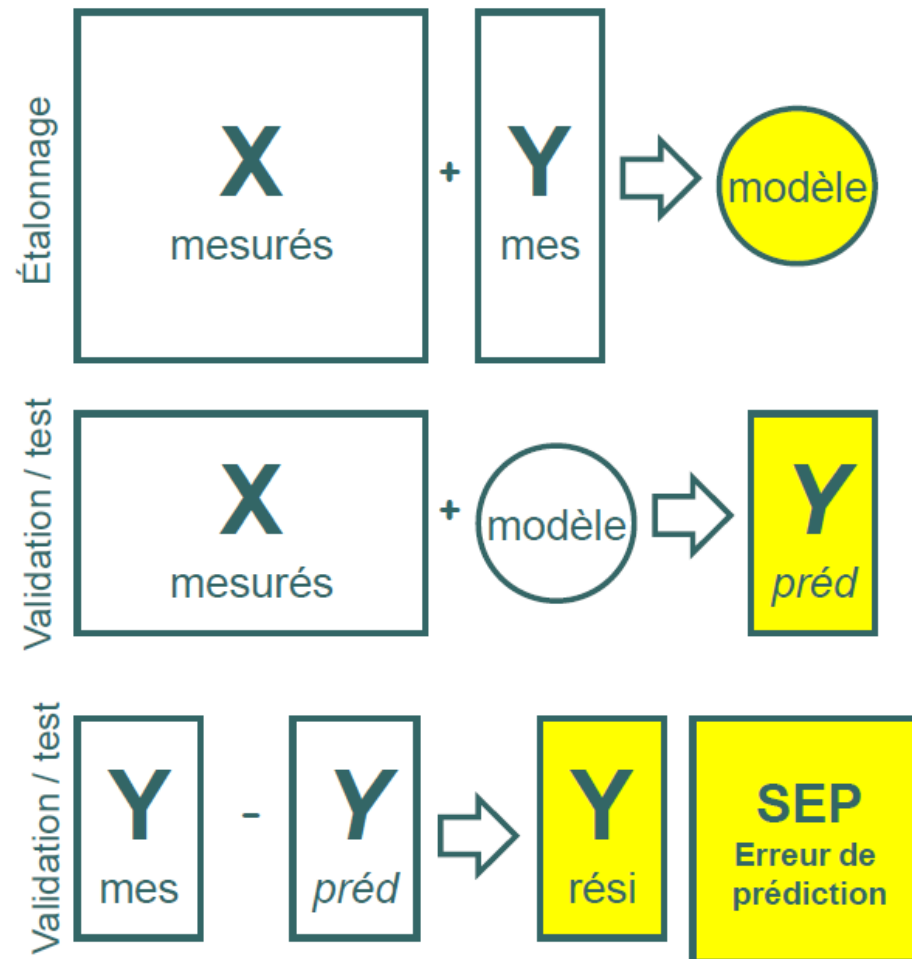 Étalonnage
X
mesurés
+
Y
mes
modèle
Validation / test
X
mesurés
+
modèle
Y
préd
Validation / test
Y
mes
-
Y
préd
Y
rési
SEP
Erreur de
prédiction